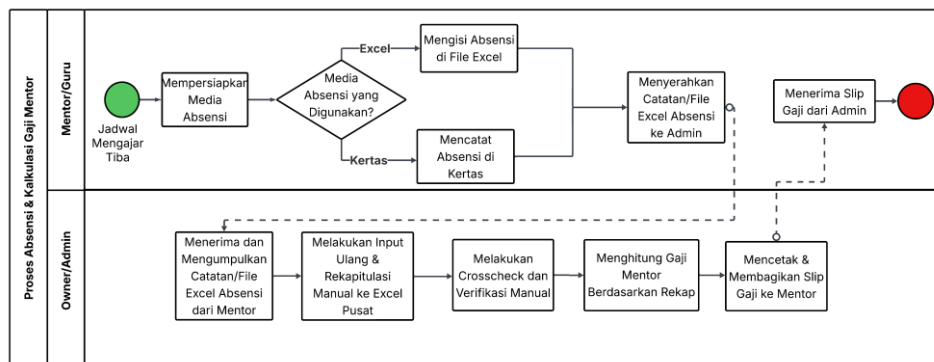 Proses Absensi & Kalkulasi Gaji Mentor
Mentor/Guru
Jadwal
Mengajar
Tiba
Mempersiapkan
Media
Absensi
Media
Absensi yang
Digunakan?
Excel
Mengisi Absensi
di File Excel
Kertas
Mencatat
Absensi di
Kertas
Menyerahkan
Catatan/File
Excel Absensi
ke Admin
Menerima Slip
Gaji dari Admin
Owner/Admin
Menerima dan
Mengumpulkan
Catatan/File
Excel Absensi
dari Mentor
Melakukan Input
Ulang &
Rekapitulasi
Manual ke Excel
Pusat
Melakukan
Crosscheck dan
Verifikasi Manual
Menghitung Gaji
Mentor
Berdasarkan Rekap
Mencetak &
Membagikan Slip
Gaji ke Mentor